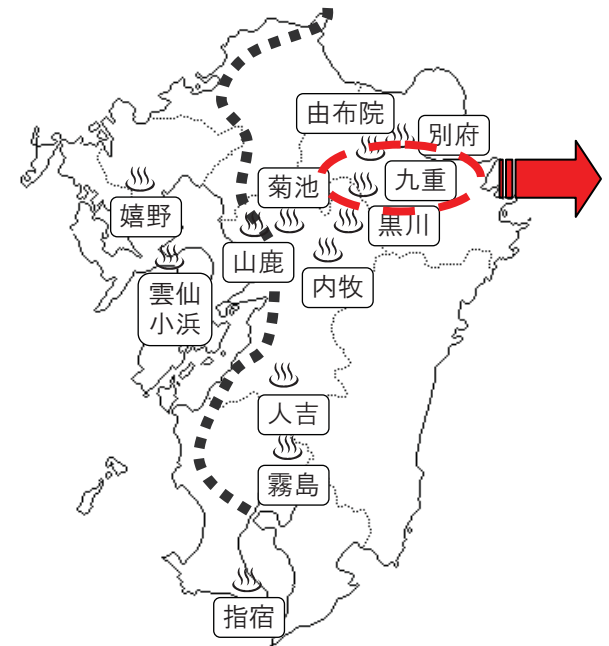 由布院
別府
菊池
九重
嬉野
黒川
山鹿
内牧
雲仙
小浜
人吉
霧島
指宿